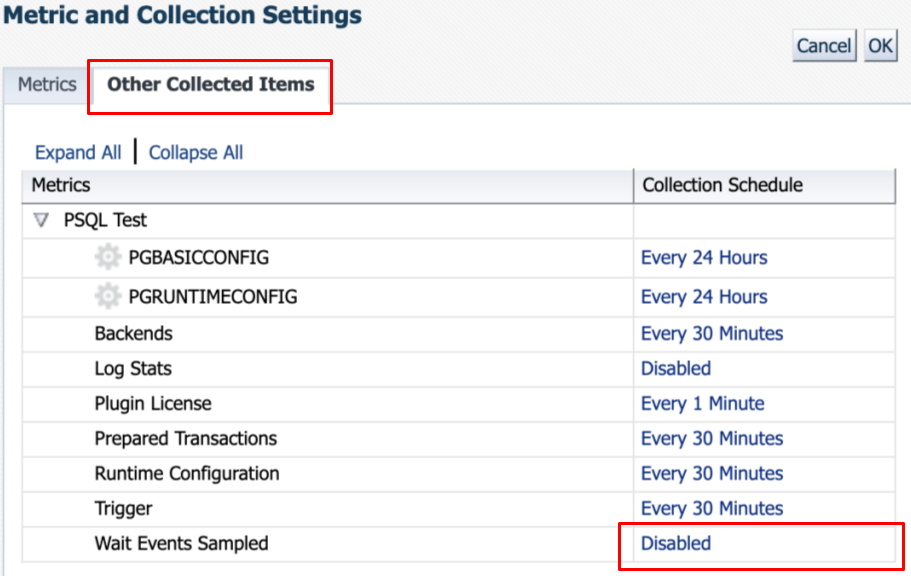 Metric and Collection Settings
Cancel OK
Metrics Other Collected Items
Expand All Collapse All
Metrics Collection Schedule
PSQL Test
PGBASICCONFIG Every 24 Hours
PGRUNTIMECONFIG Every 24 Hours
Backends Every 30 Minutes
Log Stats Disabled
Plugin License Every 1 Minute
Prepared Transactions Every 30 Minutes
Runtime Configuration Every 30 Minutes
Trigger Every 30 Minutes
Wait Events Sampled Disabled